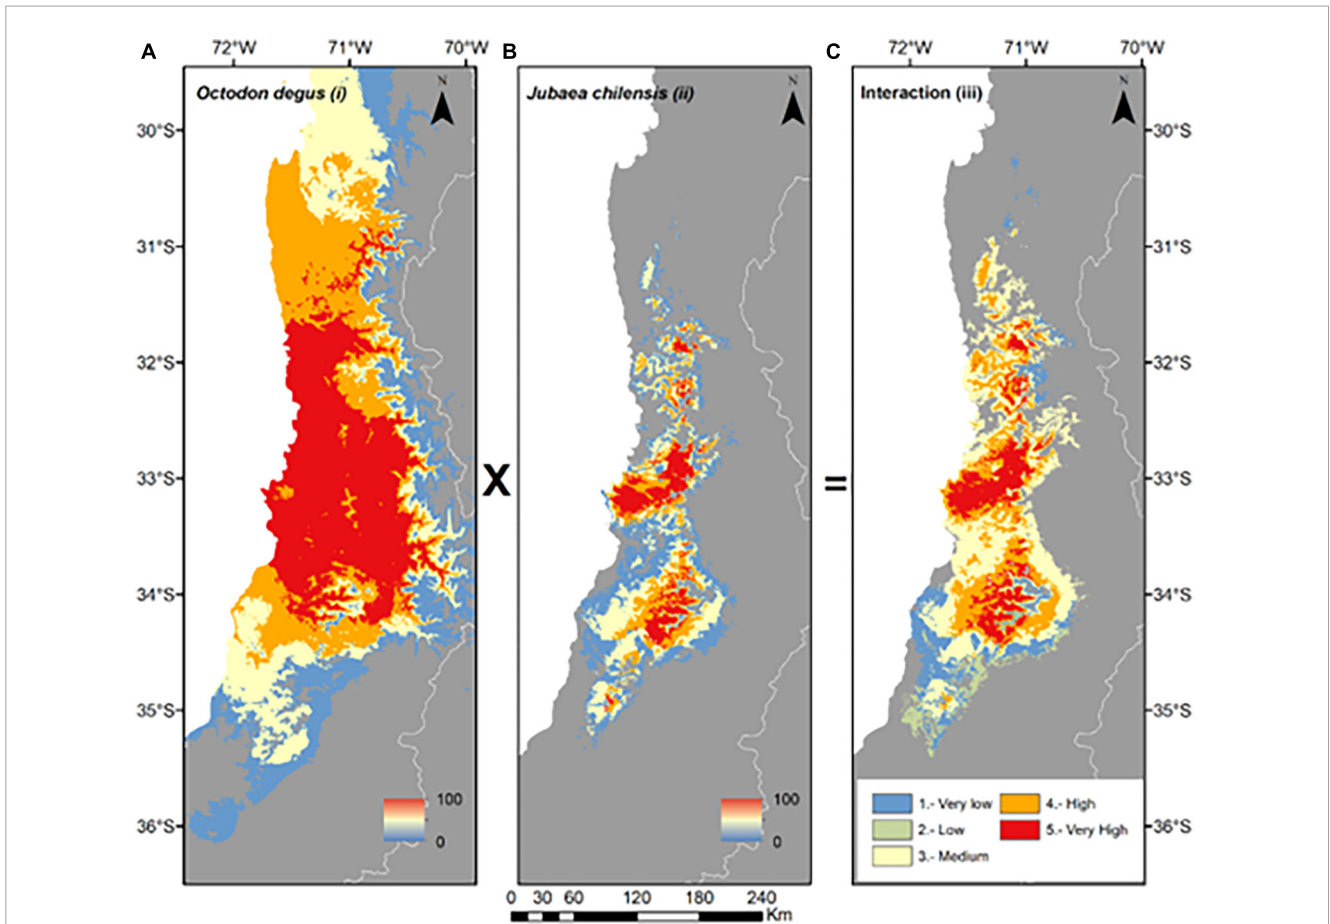 A
72°W 71°W 70°W
B
C
72°W 71°W 70°W
Octodon degus (i)
N
Jubaea chilensis (ii)
N
Interaction (iii)
N
30°S
31°S
32°S
33°S
34°S
35°S
36°S
X
=
30°S
31°S
32°S
33°S
34°S
35°S
36°S
100
0
100
0
1.- Very low
2.- Low
3.- Medium
4.- High
5.- Very High
0 30 60 120 180 240
Km